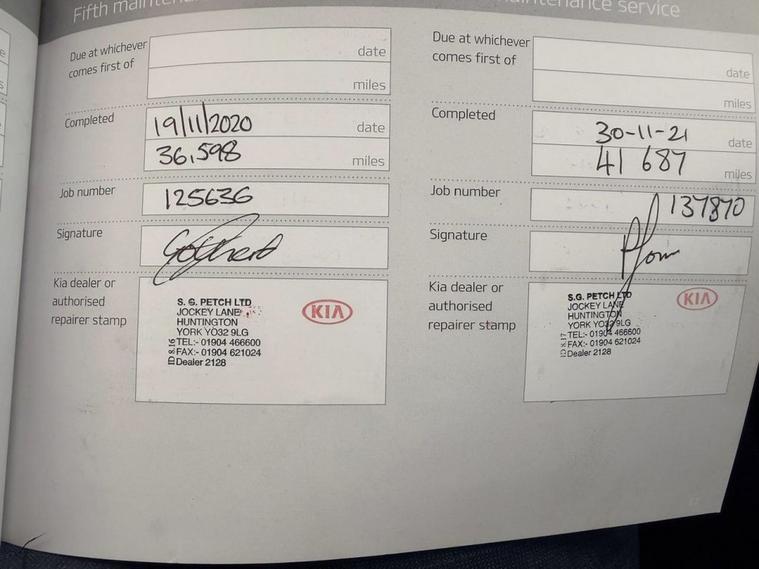 Fifth
maintenance service
Due at whichever
comes first of
date
miles
Completed
19/11/2020 date
36,598 miles
Job number
125636
Signature
Kia dealer or
authorised
repairer stamp
S. G. PETCH LTD
JOCKEY LANE
HUNTINGTON
YORK YO32 9LG
TEL:- 01904 466600
FAX:- 01904 621024
Dealer 2128
KIA
Due at whichever
comes first of
date
miles
Completed
30-11-21 date
41 687 miles
Job number
137870
Signature
Kia dealer or
authorised
repairer stamp
S.G. PETCH LTD
JOCKEY LANE
HUNTINGTON
YORK YO32 9LG
TEL:- 01904 466600
FAX:- 01904 621024
Dealer 2128
KIA